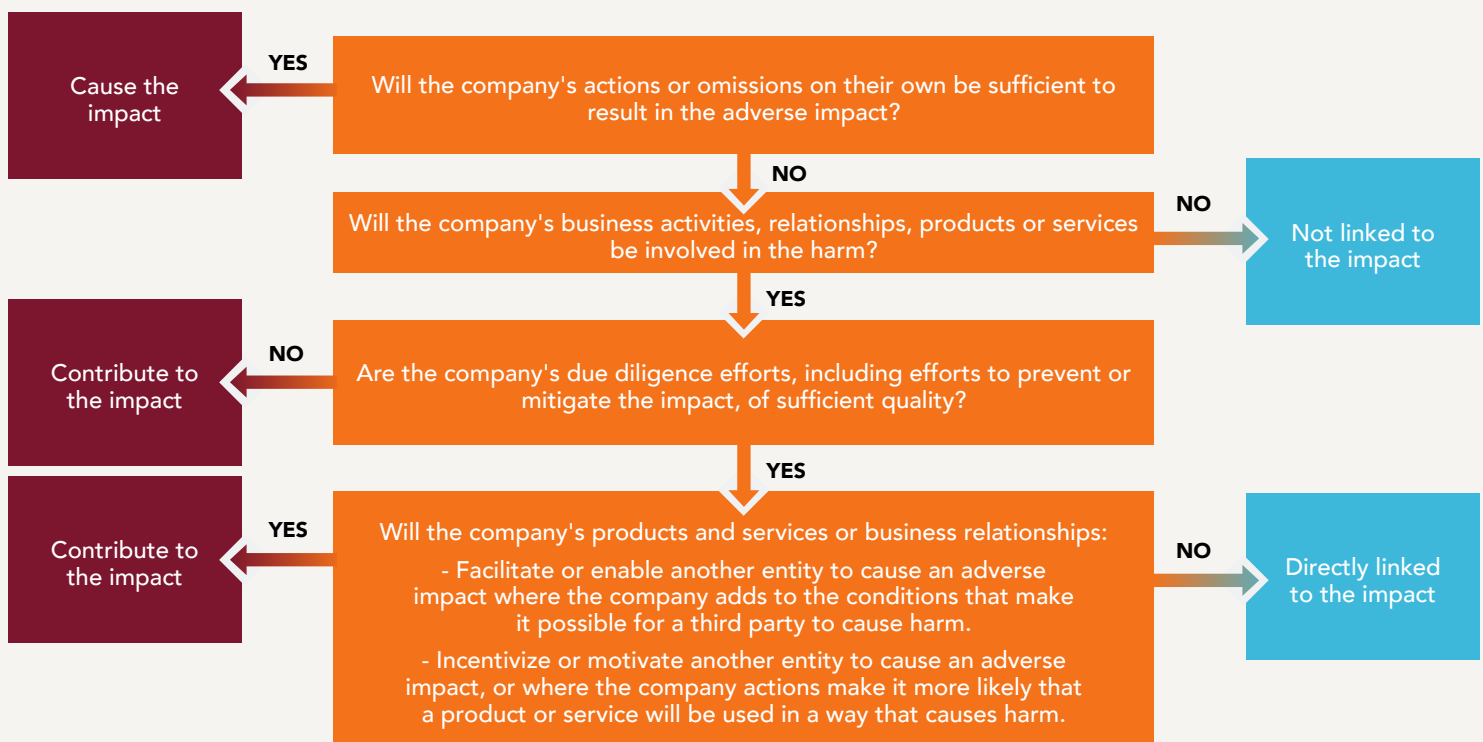 YES
Cause the
impact
Will the company's actions or omissions on their own be sufficient to
result in the adverse impact?
NO
Will the company's business activities, relationships, products or services
be involved in the harm?
NO
Not linked to
the impact
YES
NO
Contribute to
the impact
Are the company's due diligence efforts, including efforts to prevent or
mitigate the impact, of sufficient quality?
YES
YES
Contribute to
the impact
Will the company's products and services or business relationships:
- Facilitate or enable another entity to cause an adverse
impact where the company adds to the conditions that make
it possible for a third party to cause harm.
- Incentivize or motivate another entity to cause an adverse
impact, or where the company actions make it more likely that
a product or service will be used in a way that causes harm.
NO
Directly linked
to the impact